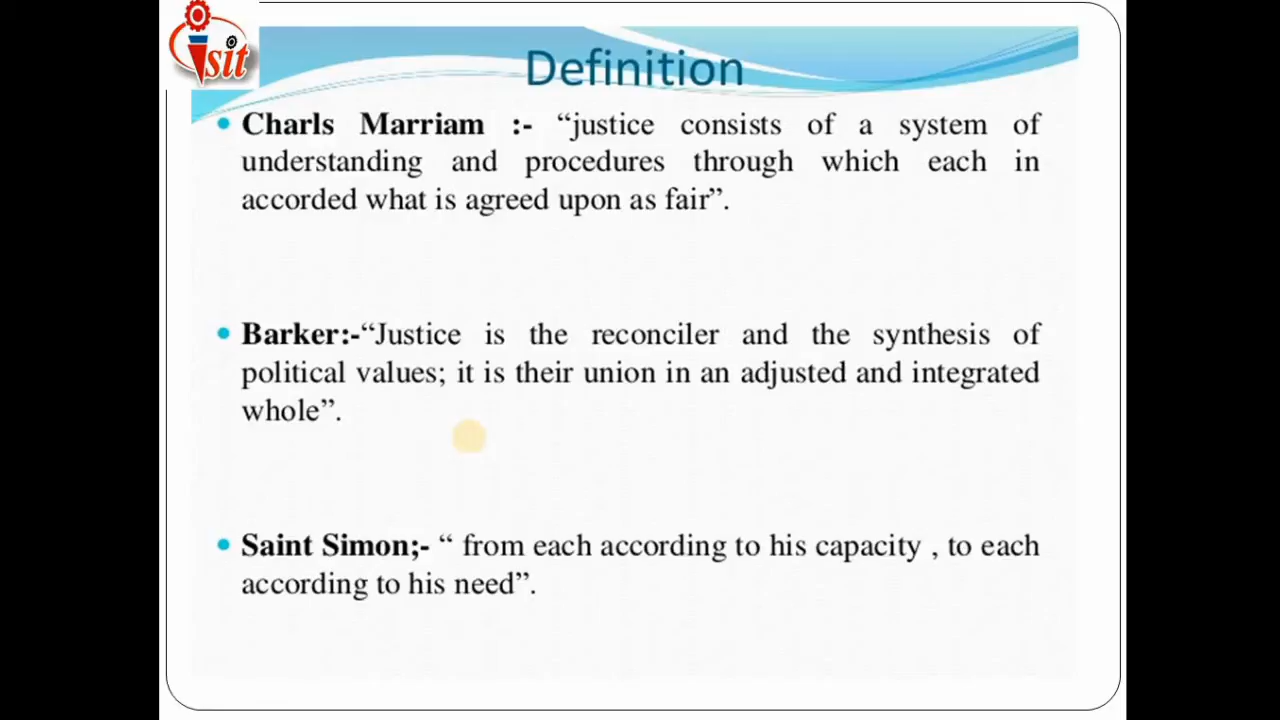 isit
Definition
Charls Marriam :- “justice consists of a system of
understanding and procedures through which each in
accorded what is agreed upon as fair”.
Barker:-“Justice is the reconciler and the synthesis of
political values; it is their union in an adjusted and integrated
whole”.
Saint Simon;- “ from each according to his capacity , to each
according to his need”.